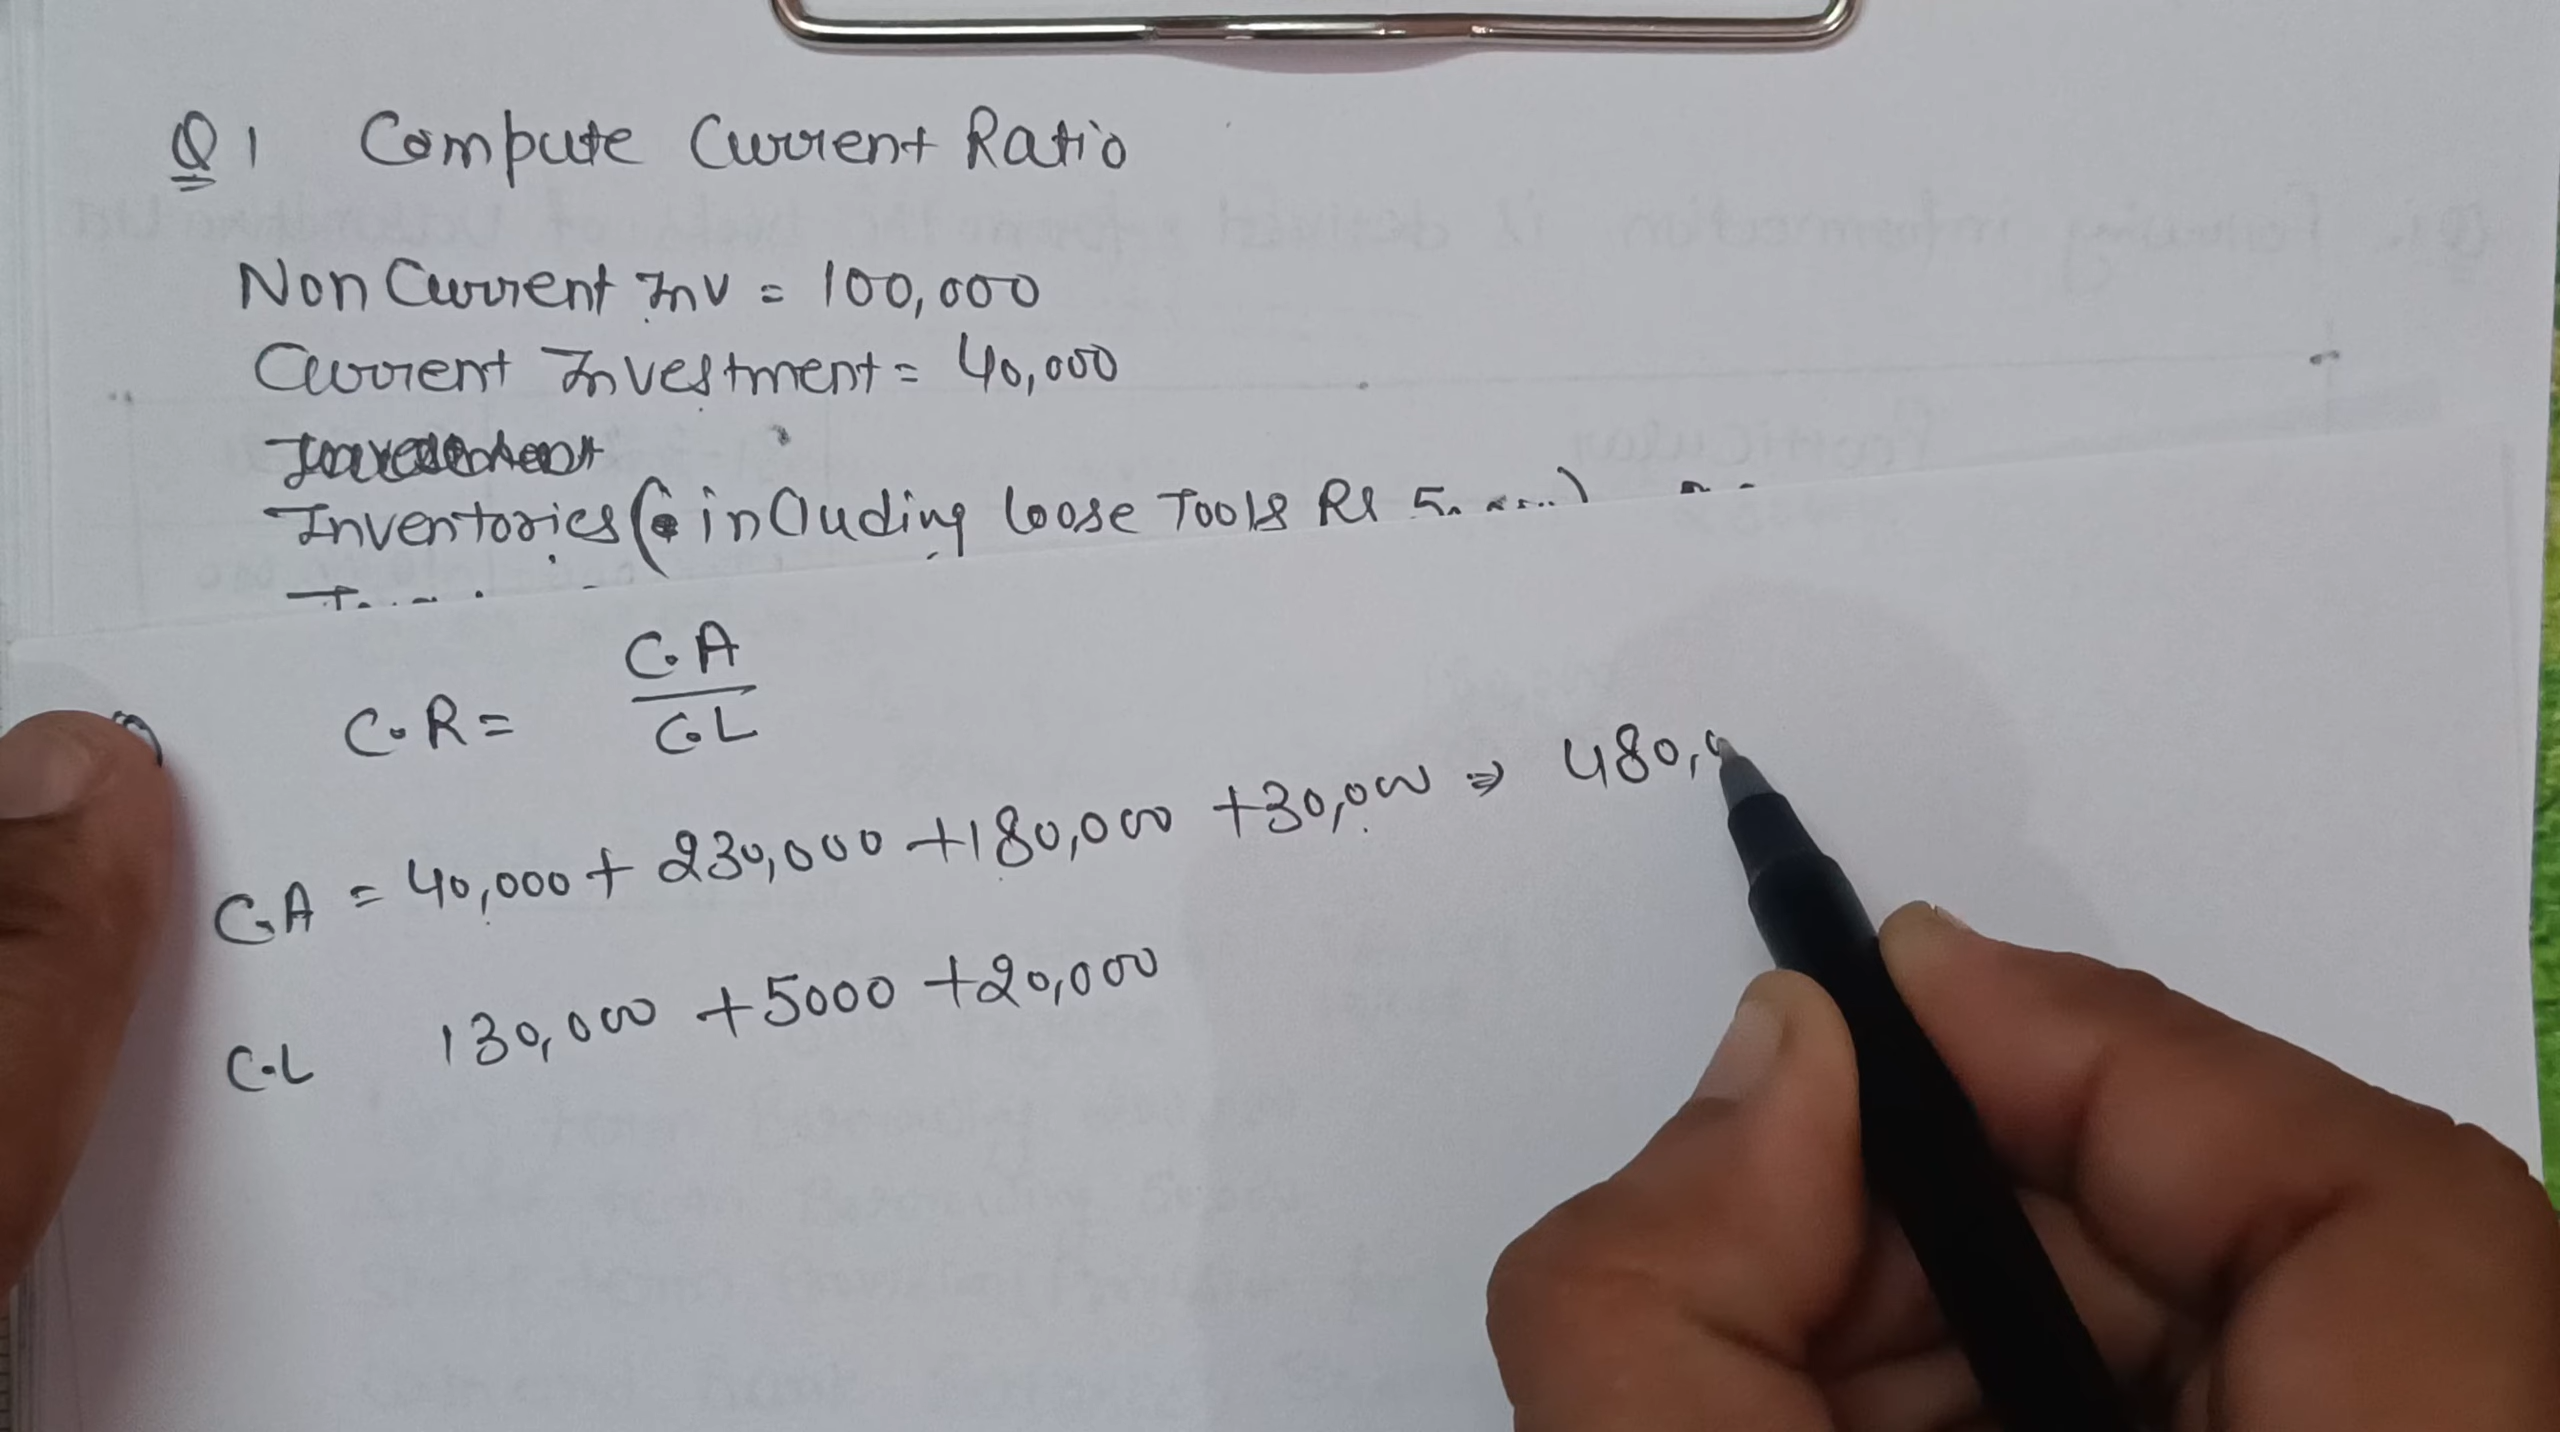 Q1 Compute Current Ratio
Non Current Inv = 100,000
Current Investment = 40,000
Inventories (including loose Tools Rs
C.R = C.A / C.L
C.A = 40,000 + 230,000 + 180,000 + 30,000 ⇒ 480,
C.L 130,000 + 5000 + 20,000